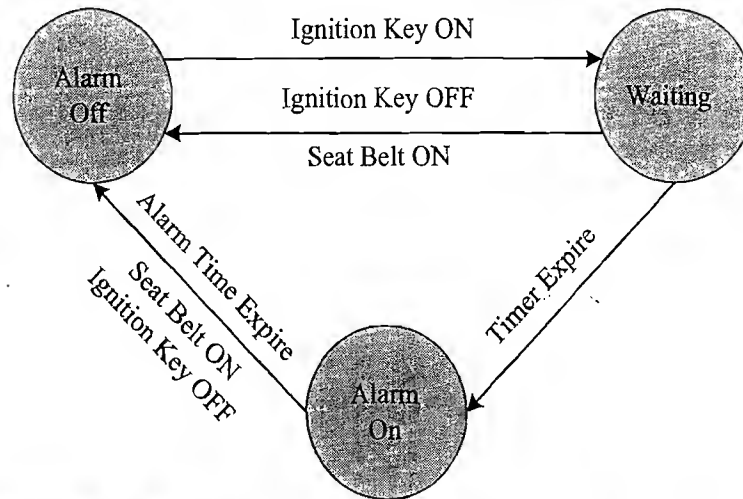 Ignition Key ON
Alarm
Off
Ignition Key OFF
Waiting
Seat Belt ON
Alarm Time Expire
Seat Belt ON
Ignition Key OFF
Timer Expire
Alarm
On